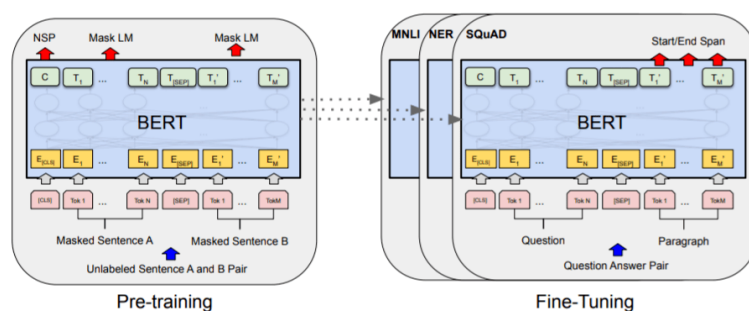 NSP Mask LM Mask LM
C T1 ... TN T[SEP] T1' ... TM'
BERT
E[CLS] E1 ... EN E[SEP] E1' ... EM'
[CLS] Tok 1 ... Tok N [SEP] Tok 1 ... TokM
Masked Sentence A Masked Sentence B
Unlabeled Sentence A and B Pair
Pre-training
MNLI NER SQuAD
Start/End Span
C T1 ... TN T[SEP] T1' ... TM'
BERT
E[CLS] E1 ... EN E[SEP] E1' ... EM'
[CLS] Tok 1 ... Tok N [SEP] Tok 1 ... TokM
Question Paragraph
Question Answer Pair
Fine-Tuning